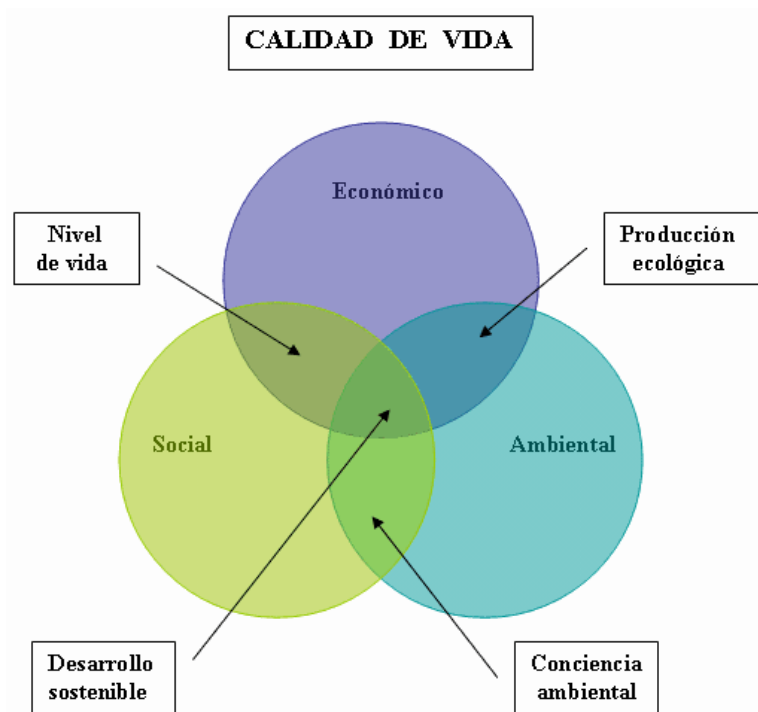 CALIDAD DE VIDA
Económico
Nivel
de vida
Producción
ecológica
Social
Ambiental
Desarrollo
sostenible
Conciencia
ambiental